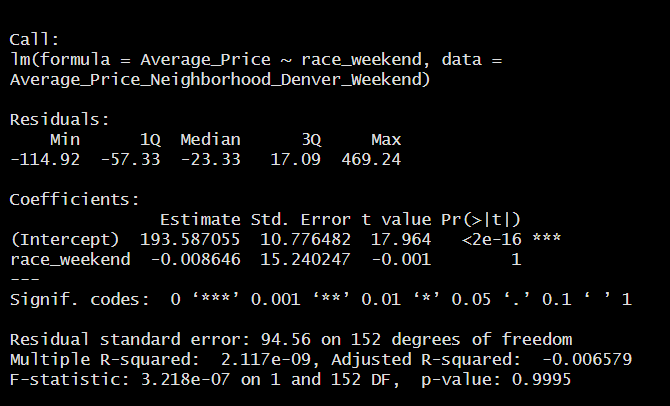 Call:
lm(formula = Average_Price ~ race_weekend, data =
Average_Price_Neighborhood_Denver_Weekend)
Residuals:
    Min      1Q  Median      3Q     Max
-114.92  -57.33  -23.33   17.09  469.24
Coefficients:
               Estimate Std. Error t value Pr(>|t|)
(Intercept)  193.587055  10.776482  17.964   <2e-16 ***
race_weekend  -0.008646  15.240247  -0.001        1
---
Signif. codes:  0 ‘***’ 0.001 ‘**’ 0.01 ‘*’ 0.05 ‘.’ 0.1 ‘ ’ 1
Residual standard error: 94.56 on 152 degrees of freedom
Multiple R-squared:  2.117e-09, Adjusted R-squared:  -0.006579
F-statistic: 3.218e-07 on 1 and 152 DF,  p-value: 0.9995